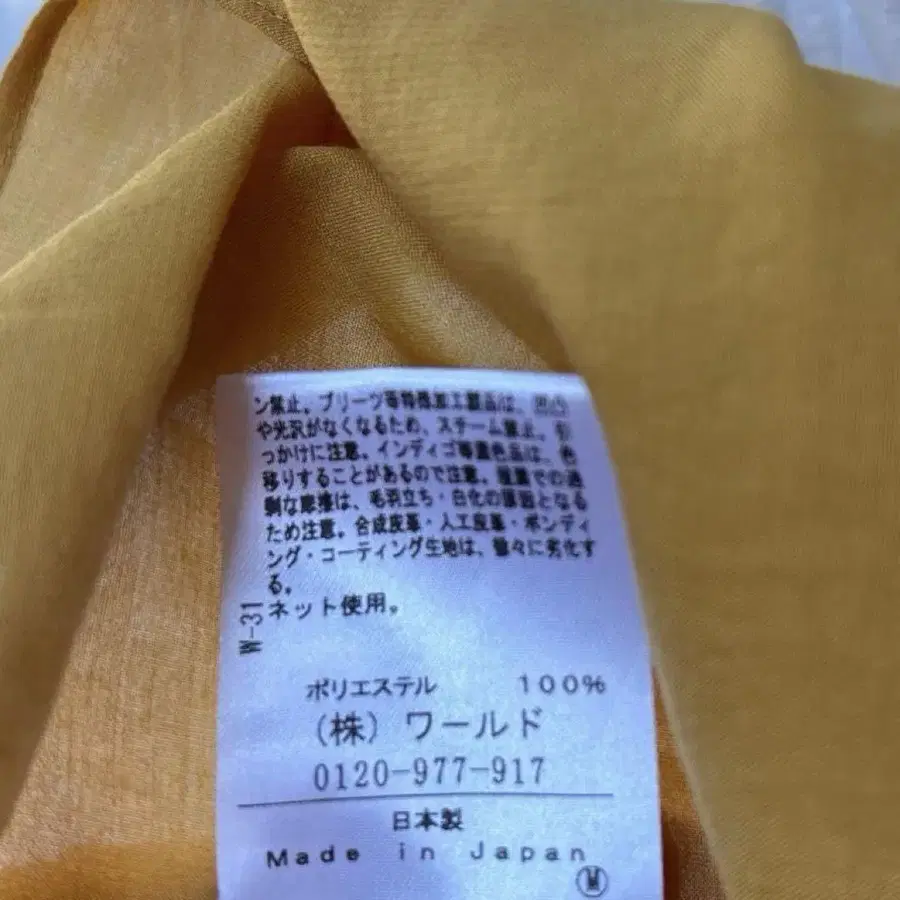 ン禁止。プリーツ等特殊加工製品は、凹凸
や光沢がなくなるため、スチーム禁止。引
っかけに注意。インディゴ等濃色品は、色
移りすることがあるので注意。着用での過
剰な摩擦は、毛羽立ち・白化の原因となる
ため注意。合成皮革・人工皮革・ボンディ
ング・コーティング生地は、徐々に劣化す
る。
ネット使用。
W-31
ポリエステル 100%
(株) ワールド
0120-977-917
日本製
Made in Japan
W